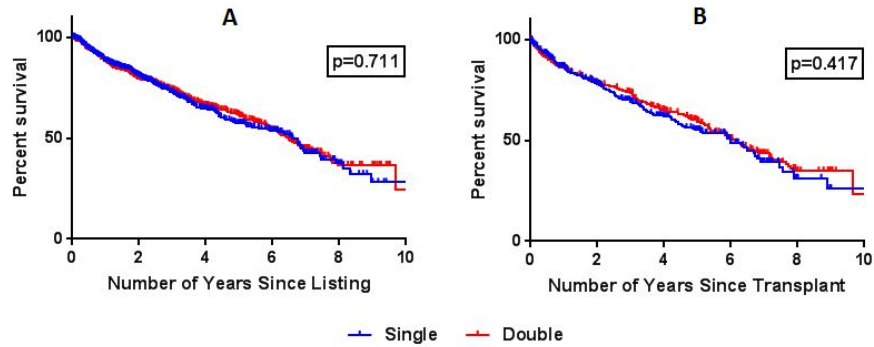 A
100
50
0
Percent survival
p=0.711
0 2 4 6 8 10
Number of Years Since Listing
B
100
50
0
Percent survival
p=0.417
0 2 4 6 8 10
Number of Years Since Transplant
Single Double